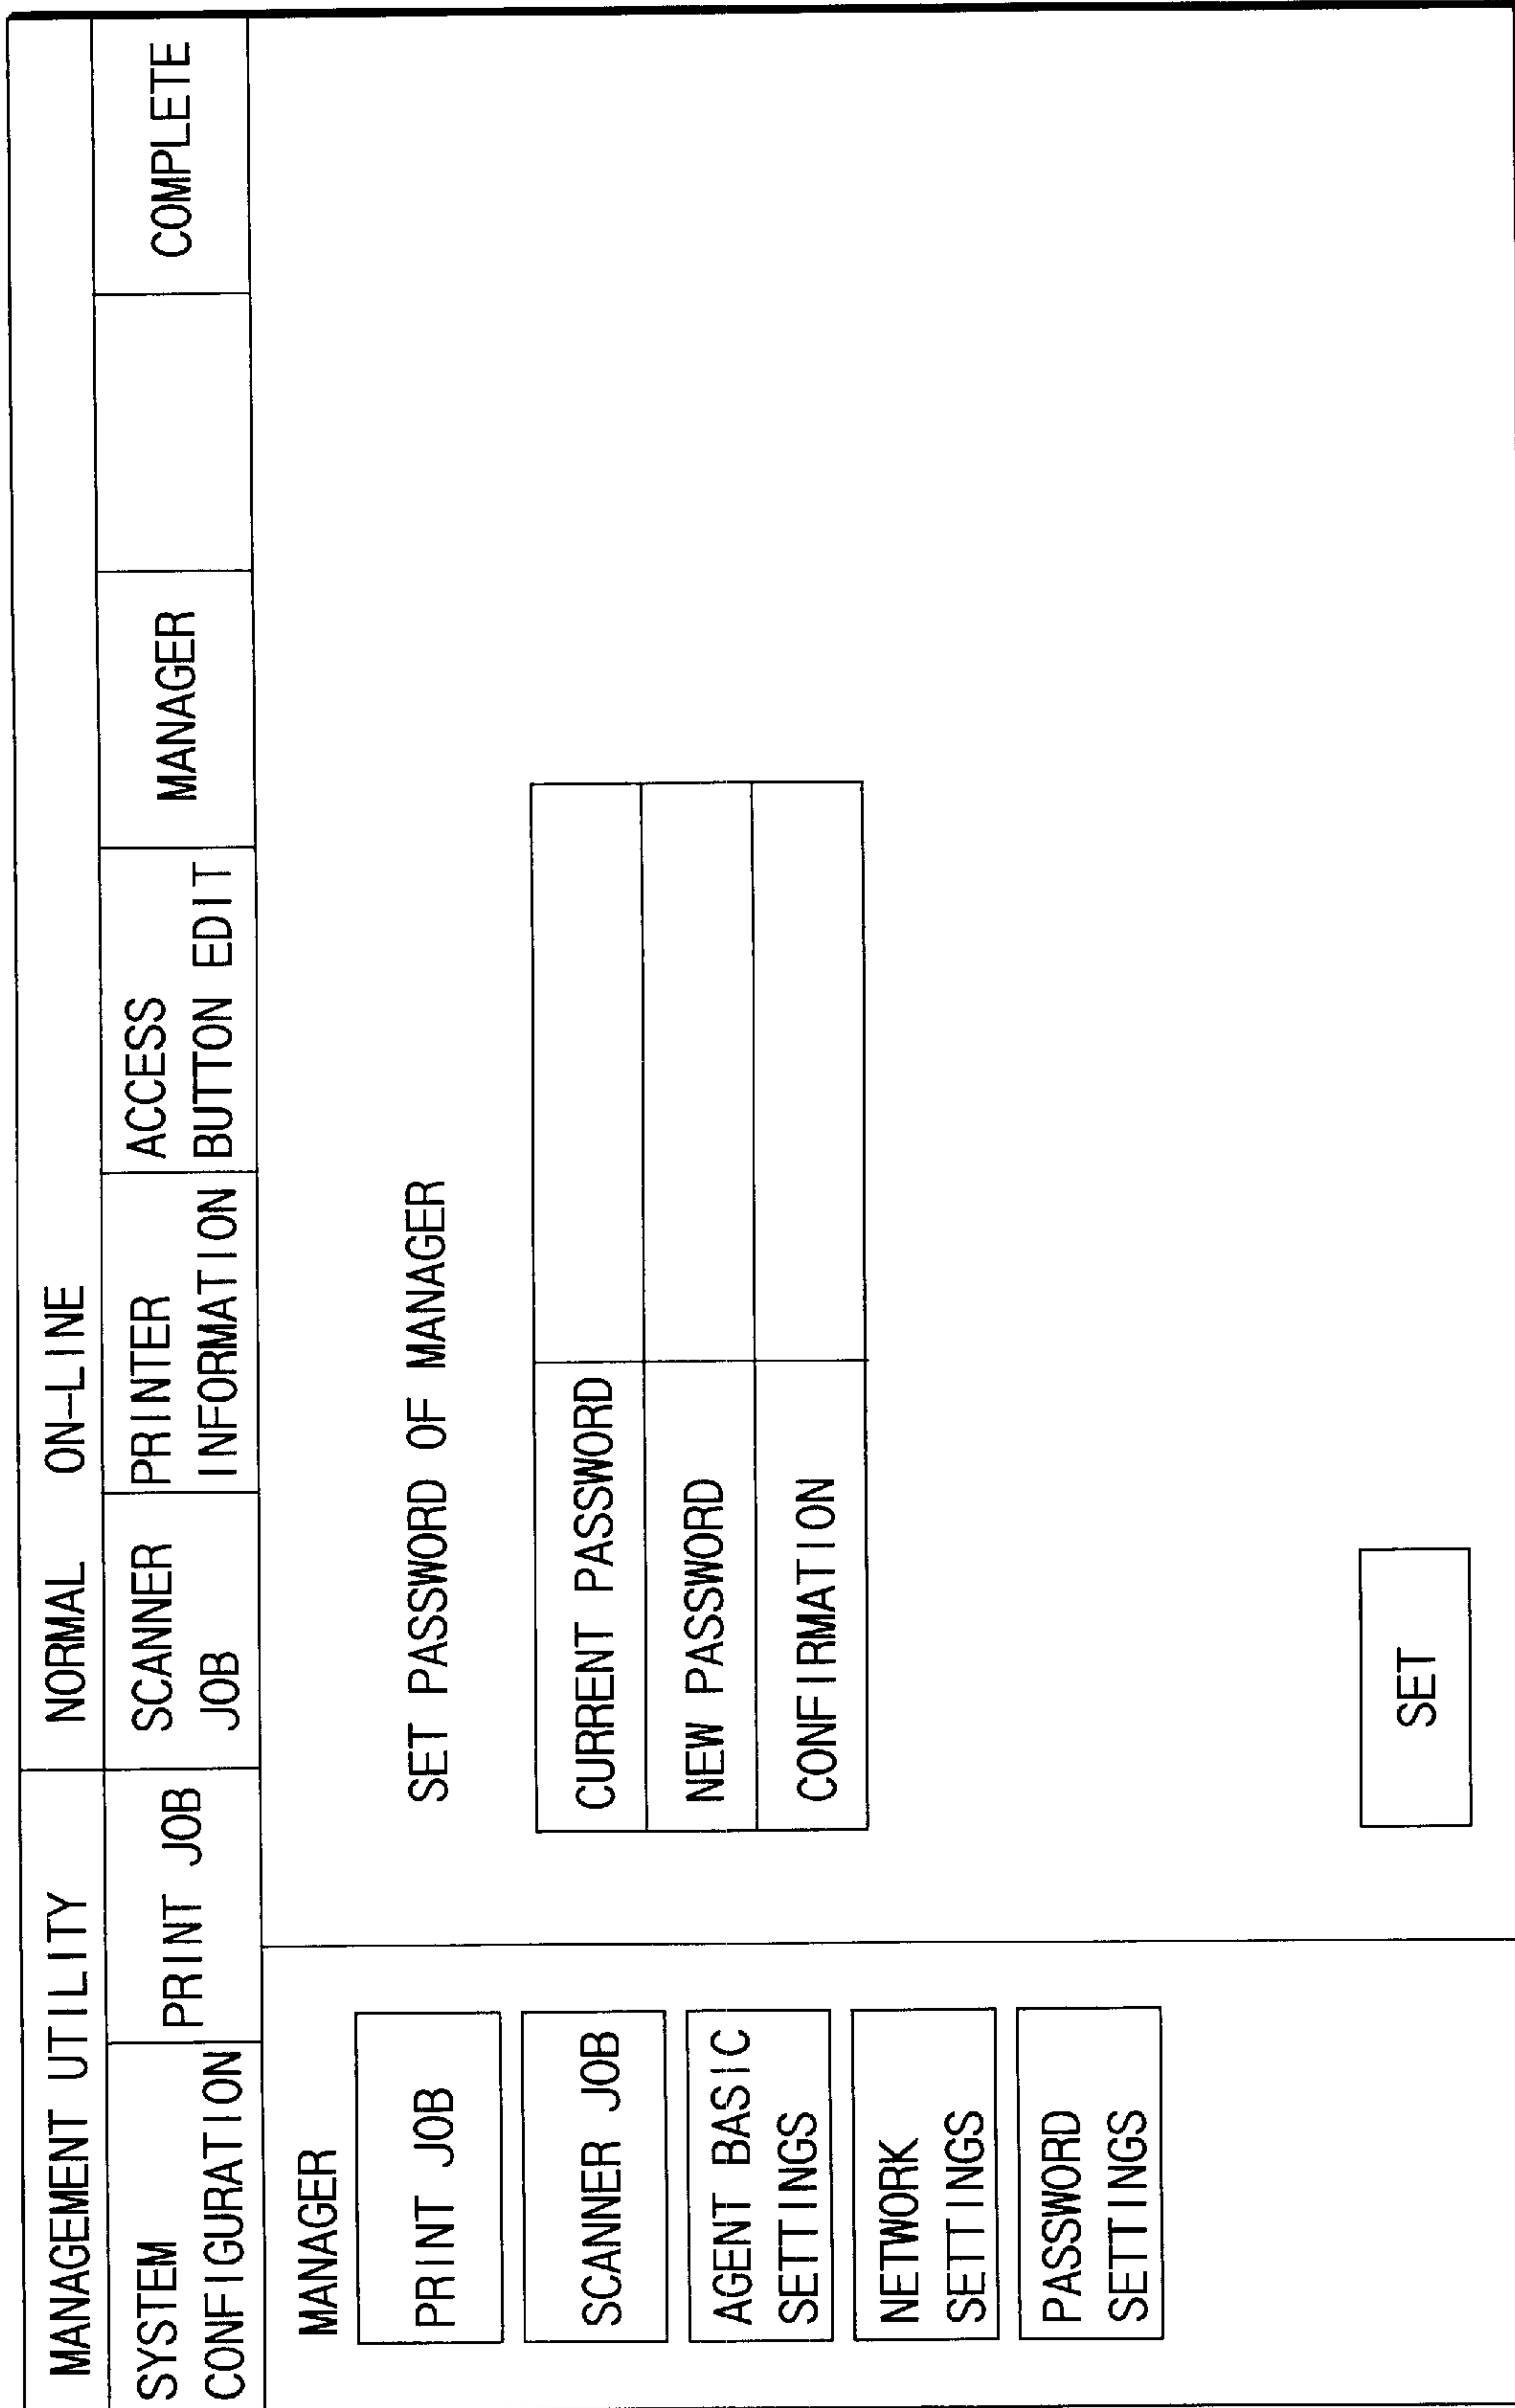 MANAGEMENT UTILITY NORMAL ON-LINE
SYSTEM
CONFIGURATION
PRINT JOB
SCANNER
JOB
PRINTER
INFORMATION
ACCESS
BUTTON EDIT
MANAGER
COMPLETE
MANAGER
PRINT JOB
SCANNER JOB
AGENT BASIC
SETTINGS
NETWORK
SETTINGS
PASSWORD
SETTINGS
SET PASSWORD OF MANAGER
CURRENT PASSWORD
NEW PASSWORD
CONFIRMATION
SET